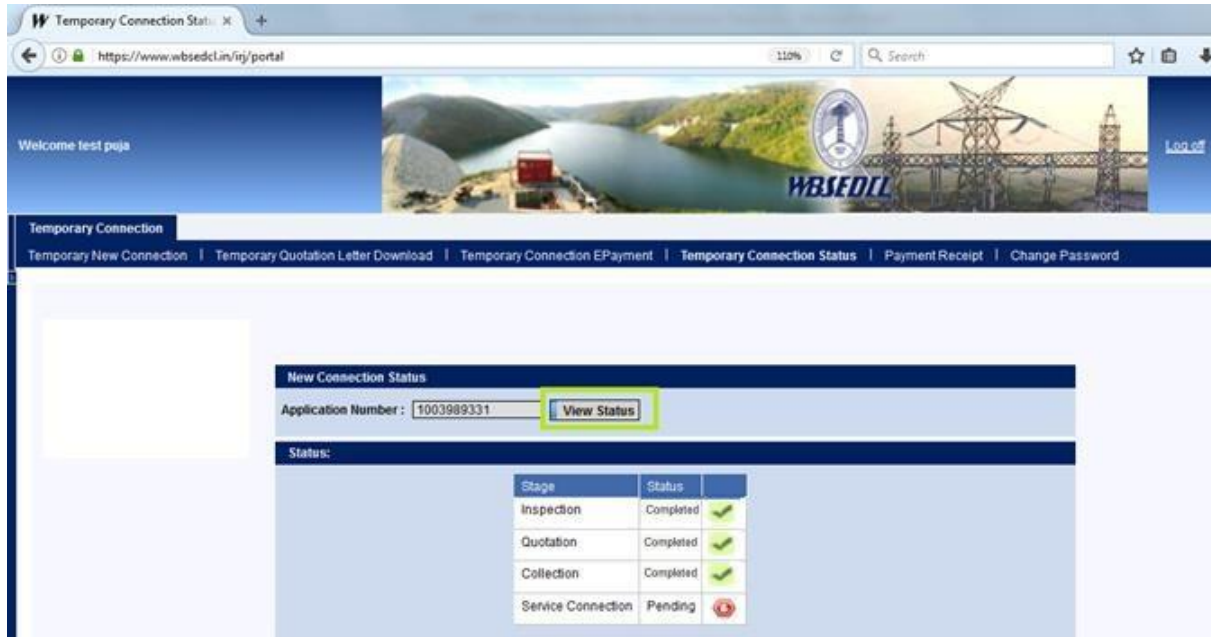 W Temporary Connection Stat: × +
https://www.wbsedcl.in/irj/portal 110% Search
Welcome test puja
WBSEDCL
Log off
Temporary Connection
Temporary New Connection | Temporary Quotation Letter Download | Temporary Connection EPayment | Temporary Connection Status | Payment Receipt | Change Password
New Connection Status
Application Number : 1003989331 View Status
Status:
Stage Status
Inspection Completed
Quotation Completed
Collection Completed
Service Connection Pending